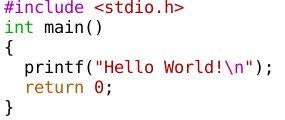 #include <stdio.h>
int main()
{
  printf("Hello World!\n");
  return 0;
}